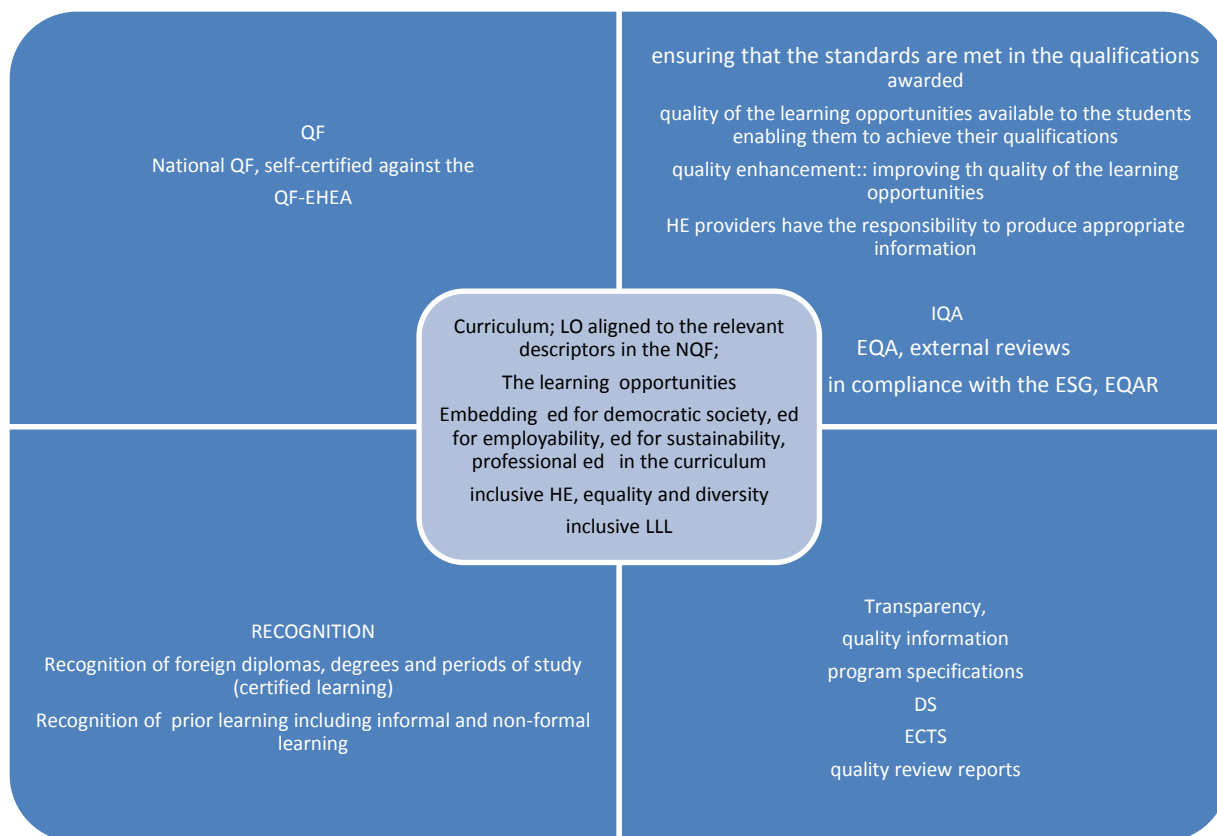 QF
National QF, self-certified against the
QF-EHEA
ensuring that the standards are met in the qualifications
awarded
quality of the learning opportunities available to the students
enabling them to achieve their qualifications
quality enhancement:: improving th quality of the learning
opportunities
HE providers have the responsibility to produce appropriate
information
IQA
EQA, external reviews
in compliance with the ESG, EQAR
Curriculum; LO aligned to the relevant
descriptors in the NQF;
The learning opportunities
Embedding ed for democratic society, ed
for employability, ed for sustainability,
professional ed in the curriculum
inclusive HE, equality and diversity
inclusive LLL
RECOGNITION
Recognition of foreign diplomas, degrees and periods of study
(certified learning)
Recognition of prior learning including informal and non-formal
learning
Transparency,
quality information
program specifications
DS
ECTS
quality review reports